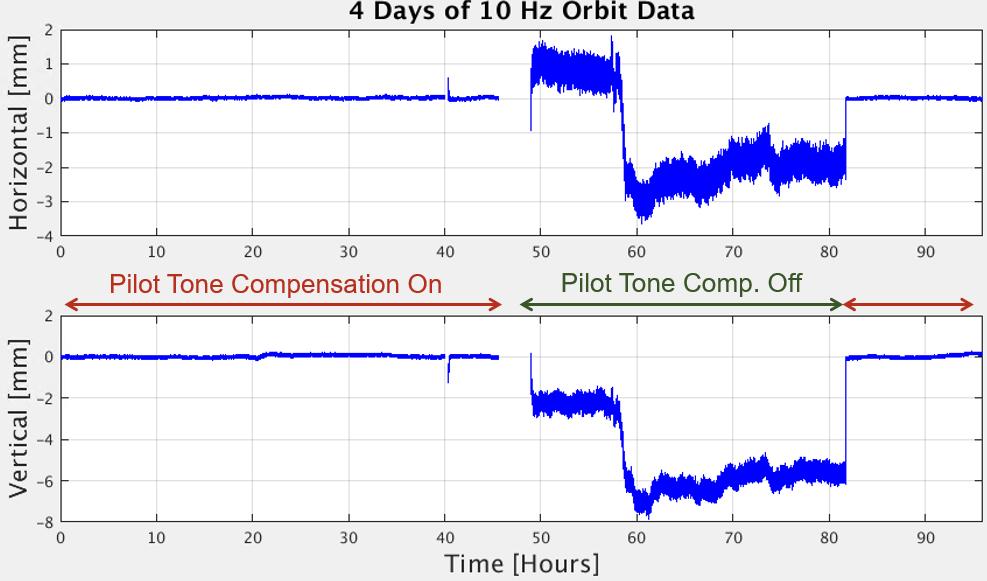 4 Days of 10 Hz Orbit Data
Horizontal [mm]
2
1
0
-1
-2
-3
-4
0 10 20 30 40 50 60 70 80 90
Pilot Tone Compensation On
Pilot Tone Comp. Off
Vertical [mm]
2
0
-2
-4
-6
-8
0 10 20 30 40 50 60 70 80 90
Time [Hours]